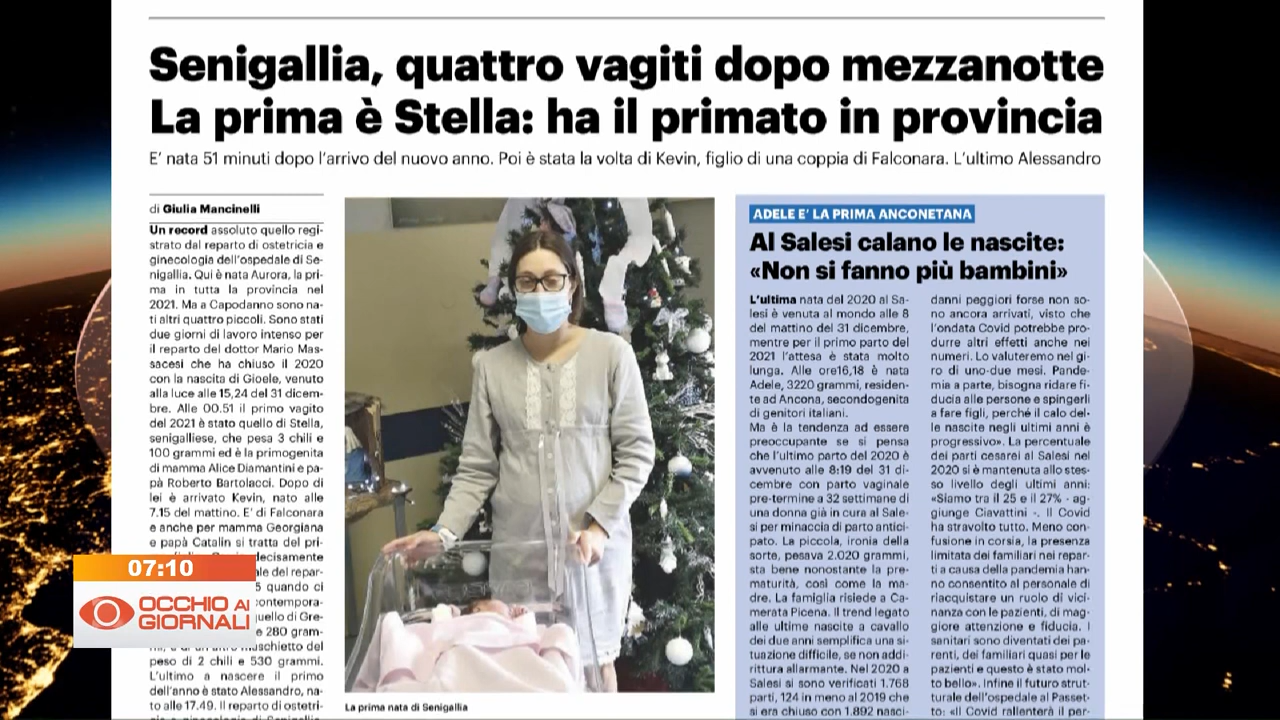 Senigallia, quattro vagiti dopo mezzanotte
La prima è Stella: ha il primato in provincia
E' nata 51 minuti dopo l'arrivo del nuovo anno. Poi è stata la volta di Kevin, figlio di una coppia di Falconara. L'ultimo Alessandro
di Giulia Mancinelli
Un record assoluto quello regi-
strato dal reparto di ostetricia e
ginecologia dell'ospedale di Se-
nigallia. Qui è nata Aurora, la pri-
ma in tutta la provincia nel
2021. Ma a Capodanno sono na-
ti altri quattro piccoli. Sono stati
due giorni di lavoro intenso per
il reparto del dottor Mario Mas-
sacesi che ha chiuso il 2020
con la nascita di Gioele, venuto
alla luce alle 15,24 del 31 dicem-
bre. Alle 00.51 il primo vagito
del 2021 è stato quello di Stella,
senigalliese, che pesa 3 chili e
100 grammi ed è la primogenita
di mamma Alice Diamantini e pa-
pà Roberto Bartolacci. Dopo di
lei è arrivato Kevin, nato alle
7.15 del mattino. E' di Falconara
e anche per mamma Georgiana
e papà Catalin si tratta del pri-
decisamente
le del repar-
5 quando ci
contempora-
quello di Gre-
e 280 gram-
maschietto del
peso di 2 chili e 530 grammi.
L'ultimo a nascere il primo
dell'anno è stato Alessandro, na-
to alle 17.49. Il reparto di ostetri-
La prima nata di Senigallia
ADELE E' LA PRIMA ANCONETANA
Al Salesi calano le nascite:
«Non si fanno più bambini»
L'ultima nata del 2020 al Sa-
lesi è venuta al mondo alle 8
del mattino del 31 dicembre,
mentre per il primo parto del
2021 l'attesa è stata molto
lunga. Alle ore16,18 è nata
Adele, 3220 grammi, residen-
te ad Ancona, secondogenita
di genitori italiani.
Ma è la tendenza ad essere
preoccupante se si pensa
che l'ultimo parto del 2020 è
avvenuto alle 8:19 del 31 di-
cembre con parto vaginale
pre-termine a 32 settimane di
una donna già in cura al Sale-
si per minaccia di parto antici-
pato. La piccola, ironia della
sorte, pesava 2.020 grammi,
sta bene nonostante la pre-
maturità, così come la ma-
dre. La famiglia risiede a Ca-
merata Picena. Il trend legato
alle ultime nascite a cavallo
dei due anni semplifica una si-
tuazione difficile, se non addi-
rittura allarmante. Nel 2020 a
Salesi si sono verificati 1.768
parti, 124 in meno al 2019 che
si era chiuso con 1.892 nasci-
danni peggiori forse non so-
no ancora arrivati, visto che
l'ondata Covid potrebbe pro-
durre altri effetti anche nei
numeri. Lo valuteremo nel gi-
ro di uno-due mesi. Pande-
mia a parte, bisogna ridare fi-
ducia alle persone e spingerli
a fare figli, perché il calo del-
le nascite negli ultimi anni è
progressivo». La percentuale
dei parti cesarei al Salesi nel
2020 si è mantenuta allo stes-
so livello degli ultimi anni:
«Siamo tra il 25 e il 27% - ag-
giunge Ciavattini -. Il Covid
ha stravolto tutto. Meno con-
fusione in corsia, la presenza
limitata dei familiari nei repar-
ti a causa della pandemia han-
no consentito al personale di
riacquistare un ruolo di vici-
nanza con le pazienti, di mag-
giore attenzione e fiducia. I
sanitari sono diventati dei pa-
renti, dei familiari quasi per le
pazienti e questo è stato mol-
to bello». Infine il futuro strut-
turale dell'ospedale al Passet-
to: «Il Covid rallenterà il per-
07:10
OCCHIO AI
GIORNALI